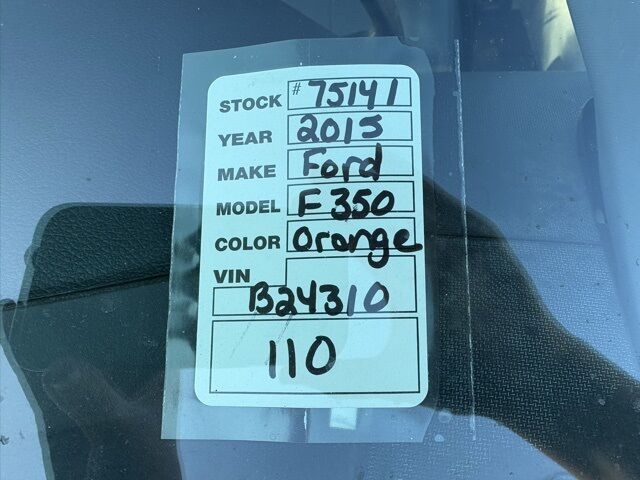 STOCK # 75141
YEAR 2015
MAKE Ford
MODEL F350
COLOR Orange
VIN
B24310
110